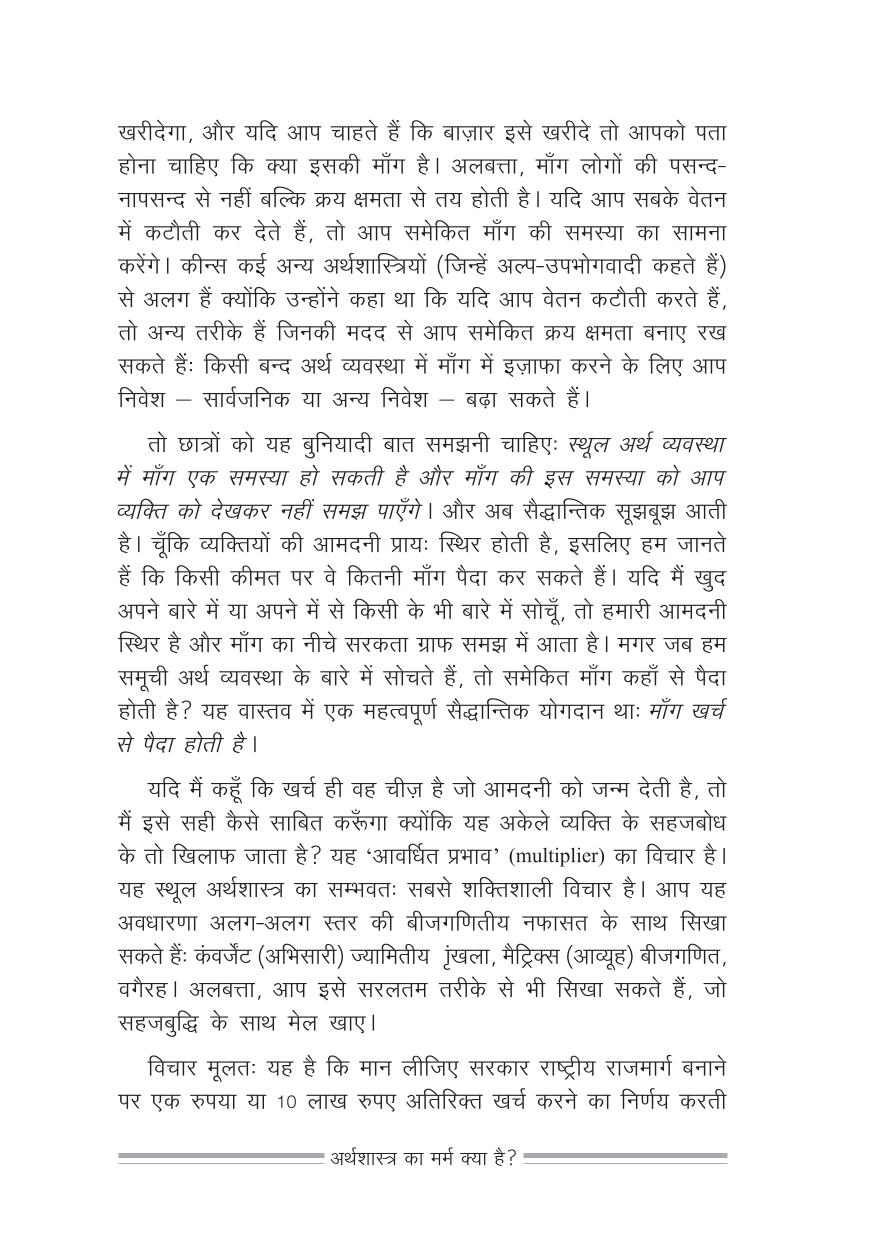 खरीदेगा, और यदि आप चाहते हैं कि बाज़ार इसे खरीदे तो आपको पता
होना चाहिए कि क्या इसकी माँग है। अलबत्ता, माँग लोगों की पसन्द-
नापसन्द से नहीं बल्कि क्रय क्षमता से तय होती है। यदि आप सबके वेतन
में कटौती कर देते हैं, तो आप समेकित माँग की समस्या का सामना
करेंगे। कीन्स कई अन्य अर्थशास्त्रियों (जिन्हें अल्प-उपभोगवादी कहते हैं)
से अलग हैं क्योंकि उन्होंने कहा था कि यदि आप वेतन कटौती करते हैं,
तो अन्य तरीके हैं जिनकी मदद से आप समेकित क्रय क्षमता बनाए रख
सकते हैंः किसी बन्द अर्थ व्यवस्था में माँग में इज़ाफा करने के लिए आप
निवेश – सार्वजनिक या अन्य निवेश – बढ़ा सकते हैं।
तो छात्रों को यह बुनियादी बात समझनी चाहिएः स्थूल अर्थ व्यवस्था
में माँग एक समस्या हो सकती है और माँग की इस समस्या को आप
व्यक्ति को देखकर नहीं समझ पाएँगे। और अब सैद्धान्तिक सूझबूझ आती
है। चूँकि व्यक्तियों की आमदनी प्रायः स्थिर होती है, इसलिए हम जानते
हैं कि किसी कीमत पर वे कितनी माँग पैदा कर सकते हैं। यदि मैं खुद
अपने बारे में या अपने में से किसी के भी बारे में सोचूँ, तो हमारी आमदनी
स्थिर है और माँग का नीचे सरकता ग्राफ समझ में आता है। मगर जब हम
समूची अर्थ व्यवस्था के बारे में सोचते हैं, तो समेकित माँग कहाँ से पैदा
होती है? यह वास्तव में एक महत्वपूर्ण सैद्धान्तिक योगदान थाः माँग खर्च
से पैदा होती है।
यदि मैं कहूँ कि खर्च ही वह चीज़ है जो आमदनी को जन्म देती है, तो
मैं इसे सही कैसे साबित करूँगा क्योंकि यह अकेले व्यक्ति के सहजबोध
के तो खिलाफ जाता है? यह ‘आवर्धित प्रभाव’ (multiplier) का विचार है।
यह स्थूल अर्थशास्त्र का सम्भवतः सबसे शक्तिशाली विचार है। आप यह
अवधारणा अलग-अलग स्तर की बीजगणितीय नफासत के साथ सिखा
सकते हैंः कंवर्जेंट (अभिसारी) ज्यामितीय ृंखला, मैट्रिक्स (आव्यूह) बीजगणित,
वगैरह। अलबत्ता, आप इसे सरलतम तरीके से भी सिखा सकते हैं, जो
सहजबुद्धि के साथ मेल खाए।
विचार मूलतः यह है कि मान लीजिए सरकार राष्ट्रीय राजमार्ग बनाने
पर एक रुपया या 10 लाख रुपए अतिरिक्त खर्च करने का निर्णय करती
अर्थशास्त्र का मर्म क्या है?